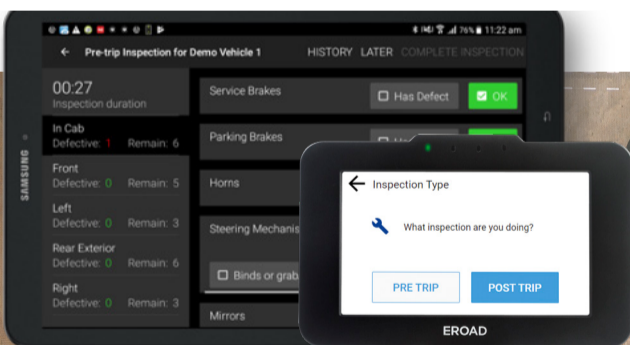 76% 11:22 am
Pre-trip Inspection for Demo Vehicle 1
HISTORY LATER COMPLETE INSPECTION
00:27
Inspection duration
In Cab
Defective: 1 Remain: 6
Front
Defective: 0 Remain: 5
Left
Defective: 0 Remain: 3
Rear Exterior
Defective: 0 Remain: 6
Right
Defective: 0 Remain: 3
Service Brakes
Has Defect OK
Parking Brakes
Horns
Steering Mechanis
Binds or grab
Mirrors
SAMSUNG
Inspection Type
What inspection are you doing?
PRE TRIP POST TRIP
EROAD